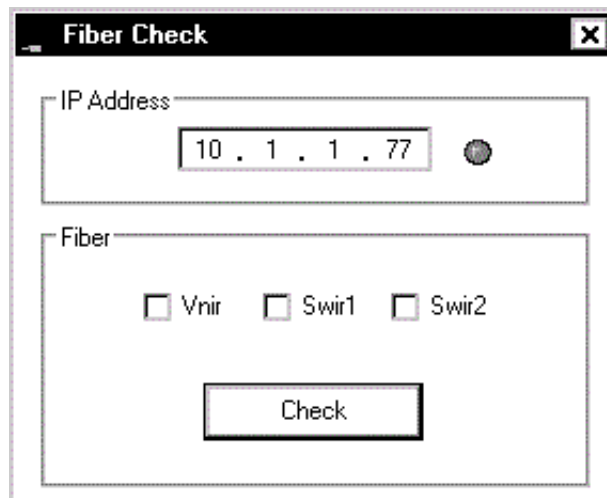 Fiber Check
IP Address
10 . 1 . 1 . 77
Fiber
Vnir Swir1 Swir2
Check